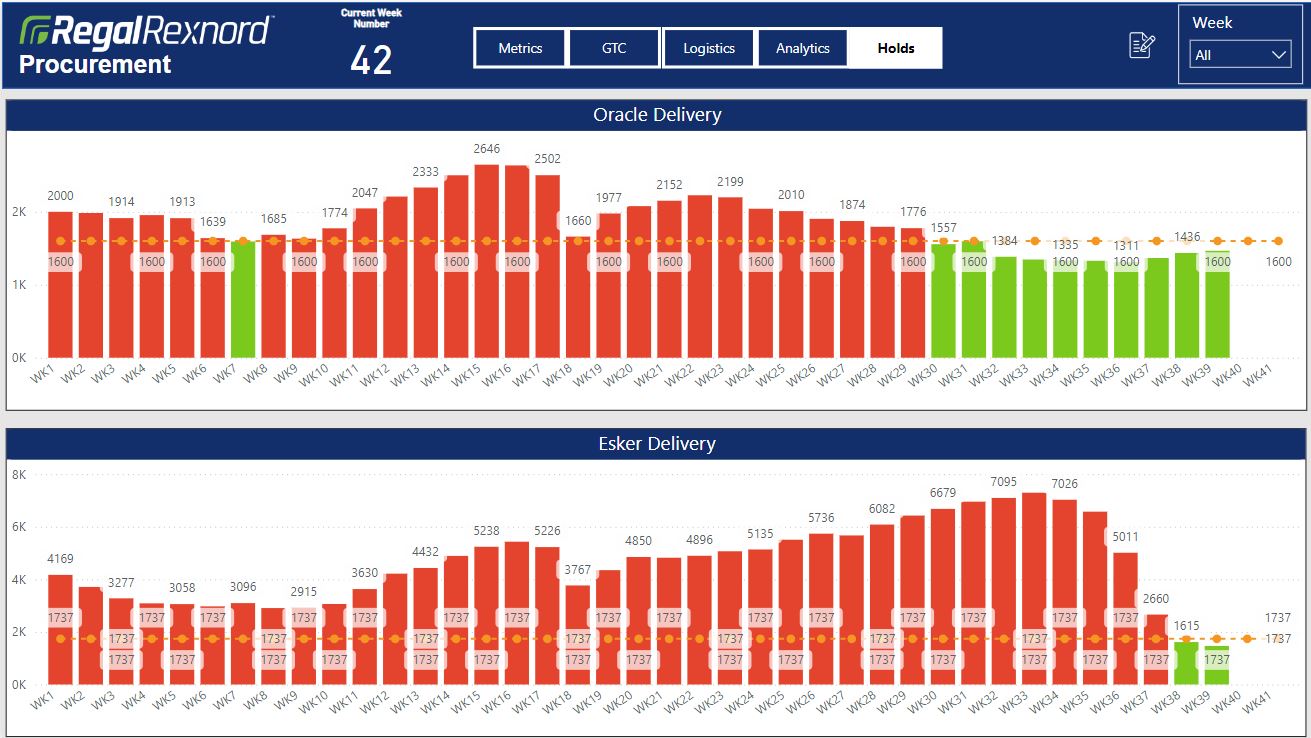 RegalRexnord™
Procurement
Current Week
Number
42
Metrics GTC Logistics Analytics Holds
Week
All
Oracle Delivery
2K
1K
0K
2000 1914 1913 1639 1685 1774 2047 2333 2646 2502 1660 1977 2152 2199 2010 1874 1776 1557 1384 1335 1311 1436
1600 1600 1600 1600 1600 1600 1600 1600 1600 1600 1600 1600 1600 1600 1600 1600
WK1 WK2 WK3 WK4 WK5 WK6 WK7 WK8 WK9 WK10 WK11 WK12 WK13 WK14 WK15 WK16 WK17 WK18 WK19 WK20 WK21 WK22 WK23 WK24 WK25 WK26 WK27 WK28 WK29 WK30 WK31 WK32 WK33 WK34 WK35 WK36 WK37 WK38 WK39 WK40 WK41
Esker Delivery
8K
6K
4K
2K
0K
4169 3277 3058 3096 2915 3630 4432 5238 5226 3767 4850 4896 5135 5736 6082 6679 7095 7026 5011 2660 1615
1737 1737 1737 1737 1737 1737 1737 1737 1737 1737 1737 1737 1737 1737 1737
1737 1737 1737 1737 1737 1737 1737 1737
1737 1737 1737 1737 1737 1737 1737 1737 1737 1737 1737 1737 1737 1737 1737 1737
WK1 WK2 WK3 WK4 WK5 WK6 WK7 WK8 WK9 WK10 WK11 WK12 WK13 WK14 WK15 WK16 WK17 WK18 WK19 WK20 WK21 WK22 WK23 WK24 WK25 WK26 WK27 WK28 WK29 WK30 WK31 WK32 WK33 WK34 WK35 WK36 WK37 WK38 WK39 WK40 WK41